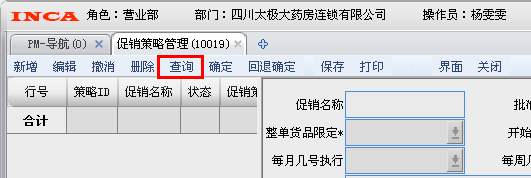 INCA 角色：营业部 部门：四川太极大药房连锁有限公司 操作员：杨雯雯
PM-导航(0) × 促销策略管理(10019) ×
新增 编辑 撤消 删除 查询 确定 回退确定 保存 打印 界面 关闭
行号 策略ID 促销名称 状态 促销策
合计
促销名称 批准
整单货品限定* 开始
每月几号执行 每周几